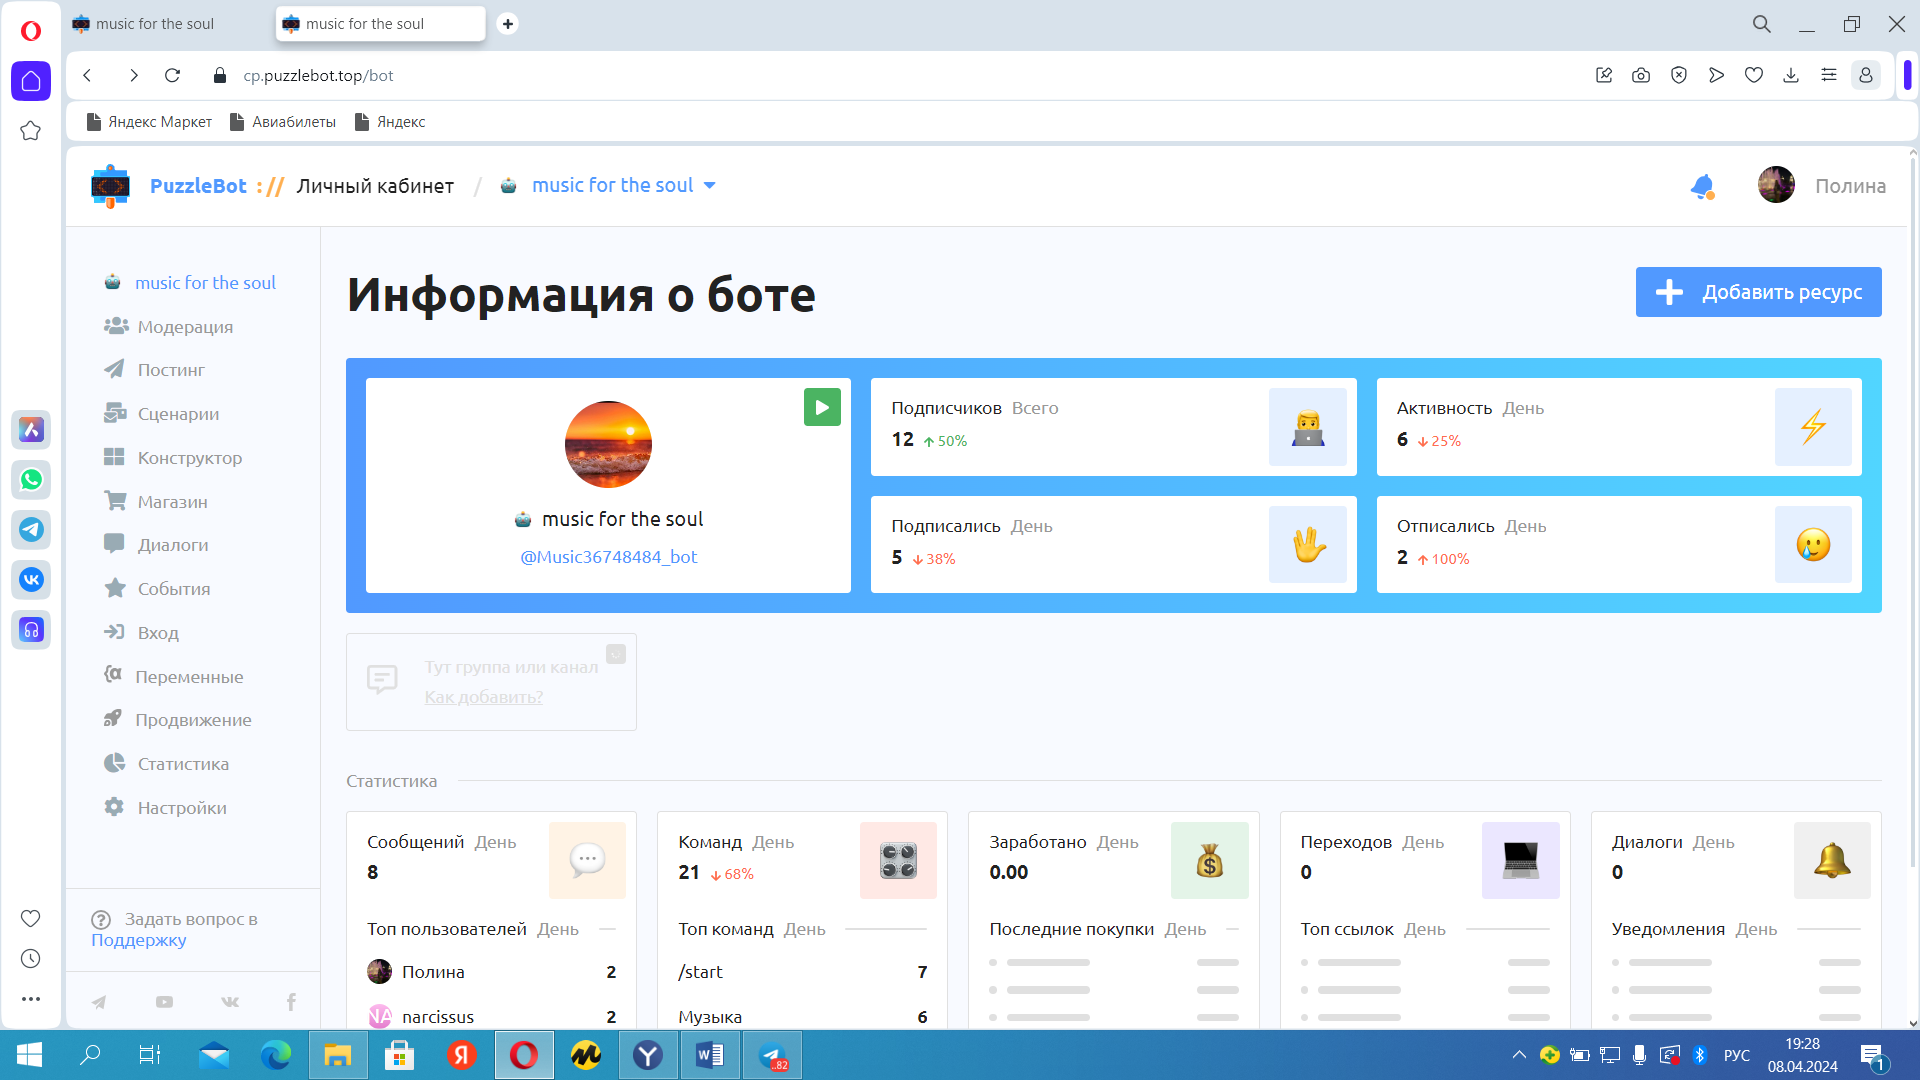 music for the soul
music for the soul
cp.puzzlebot.top/bot
Яндекс Маркет
Авиабилеты
Яндекс
PuzzleBot :// Личный кабинет / music for the soul
Полина
music for the soul
Модерация
Постинг
Сценарии
Конструктор
Магазин
Диалоги
События
Вход
Переменные
Продвижение
Статистика
Настройки
Задать вопрос в
Поддержку
Информация о боте
Добавить ресурс
music for the soul
@Music36748484_bot
Подписчиков Всего
12 50%
Активность День
6 25%
Подписались День
5 38%
Отписались День
2 100%
Тут группа или канал
Как добавить?
Статистика
Сообщений День
8
Топ пользователей День
Полина 2
NA narcissus 2
Команд День
21 68%
Топ команд День
/start 7
Музыка 6
Заработано День
0.00
Последние покупки День
Переходов День
0
Топ ссылок День
Диалоги День
0
Уведомления День
82
РУС
19:28
08.04.2024
1